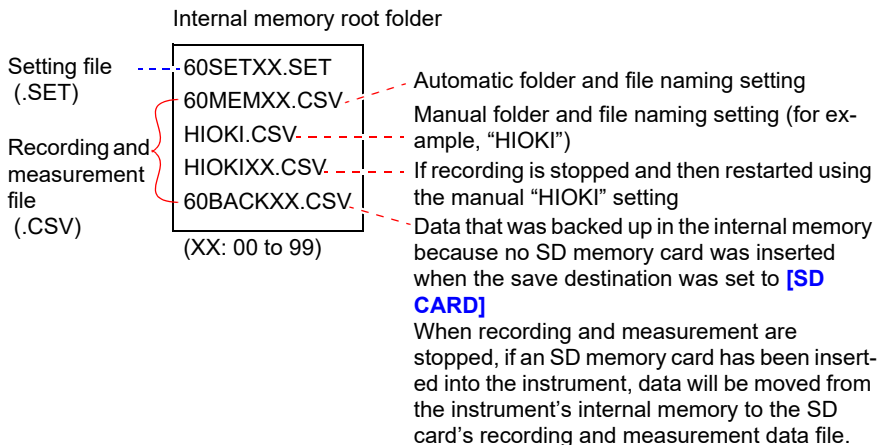 Internal memory root folder
Setting file
(.SET)
Recording and
measurement
file
(.CSV)
60SETXX.SET
60MEMXX.CSV
HIOKI.CSV
HIOKIXX.CSV
60BACKXX.CSV
(XX: 00 to 99)
Automatic folder and file naming setting
Manual folder and file naming setting (for ex-
ample, “HIOKI”)
If recording is stopped and then restarted using
the manual “HIOKI” setting
Data that was backed up in the internal memory
because no SD memory card was inserted
when the save destination was set to [SD
CARD]
When recording and measurement are
stopped, if an SD memory card has been insert-
ed into the instrument, data will be moved from
the instrument’s internal memory to the SD
card’s recording and measurement data file.